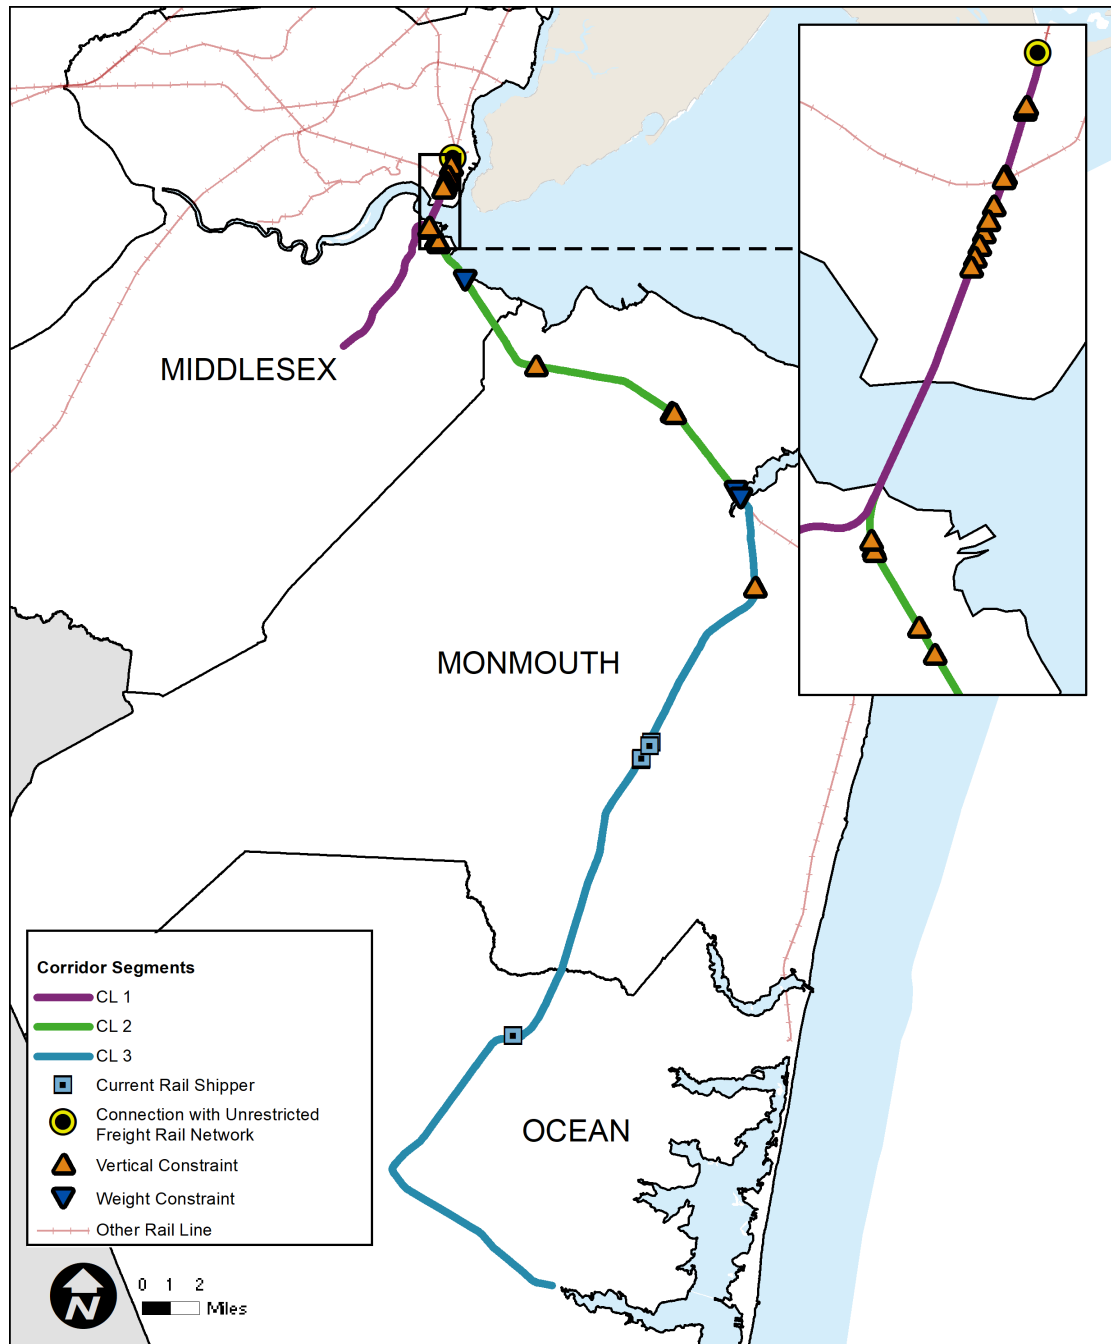 MIDDLESEX
MONMOUTH
OCEAN
Corridor Segments
CL 1
CL 2
CL 3
Current Rail Shipper
Connection with Unrestricted
Freight Rail Network
Vertical Constraint
Weight Constraint
Other Rail Line
N
0 1 2
Miles